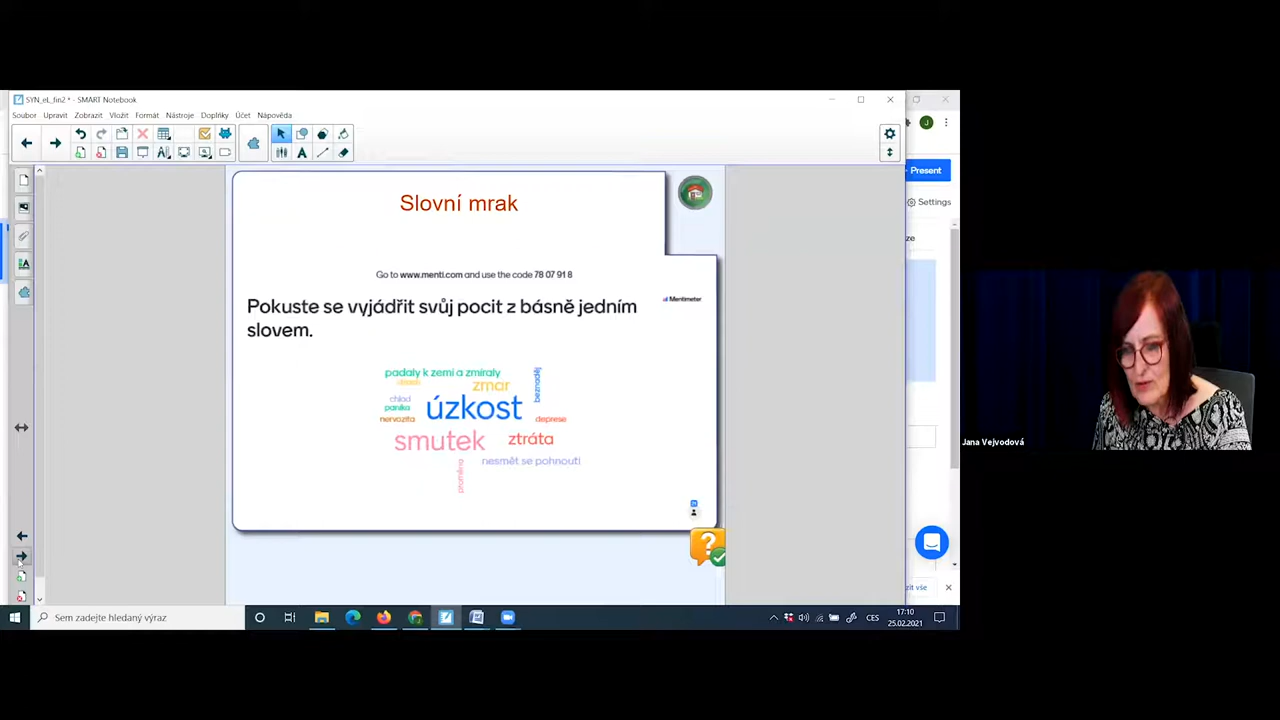 SYN_eL_fin2 * - SMART Notebook
Soubor Upravit Zobrazit Vložit Formát Nástroje Doplňky Účet Nápověda
J
Present
Settings
Slovní mrak
Go to www.menti.com and use the code 78 07 91 8
Mentimeter
Pokuste se vyjádřit svůj pocit z básně jedním
slovem.
padaly k zemi a zmíraly
zmar
beznaděj
chlad
panika
úzkost
nervozita
deprese
smutek
ztráta
nesmět se pohnouti
proměna
Jana Vejvodová
Sem zadejte hledaný výraz
CES
17:10
25.02.2021